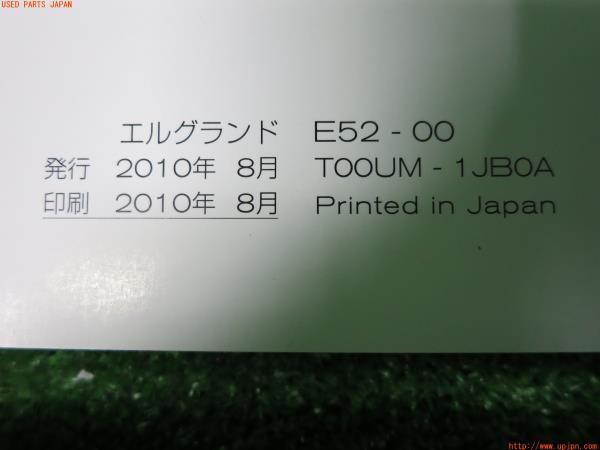 USED PARTS JAPAN
エルグランド E52 - 00
発行 2010年 8月 T00UM - 1JB0A
印刷 2010年 8月 Printed in Japan
http://www.upjpn.com/